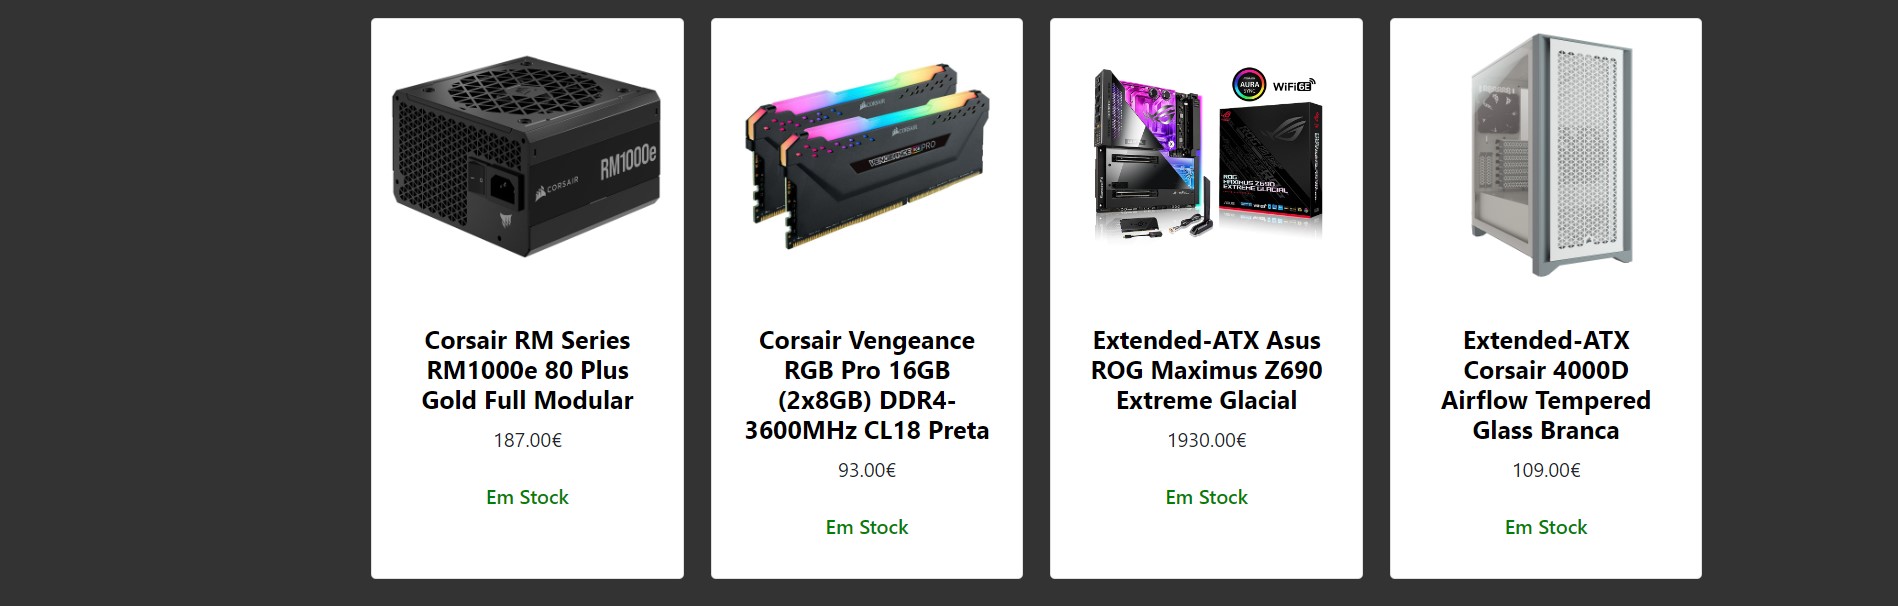 RM1000e
CORSAIR
CORSAIR
CORSAIR
VENGEANCE PRO
AURA
SYNC
WiFi 6E
ROG
MAXIMUS Z690
EXTREME GLACIAL
Corsair RM Series
RM1000e 80 Plus
Gold Full Modular
187.00€
Em Stock
Corsair Vengeance
RGB Pro 16GB
(2x8GB) DDR4-
3600MHz CL18 Preta
93.00€
Em Stock
Extended-ATX Asus
ROG Maximus Z690
Extreme Glacial
1930.00€
Em Stock
Extended-ATX
Corsair 4000D
Airflow Tempered
Glass Branca
109.00€
Em Stock